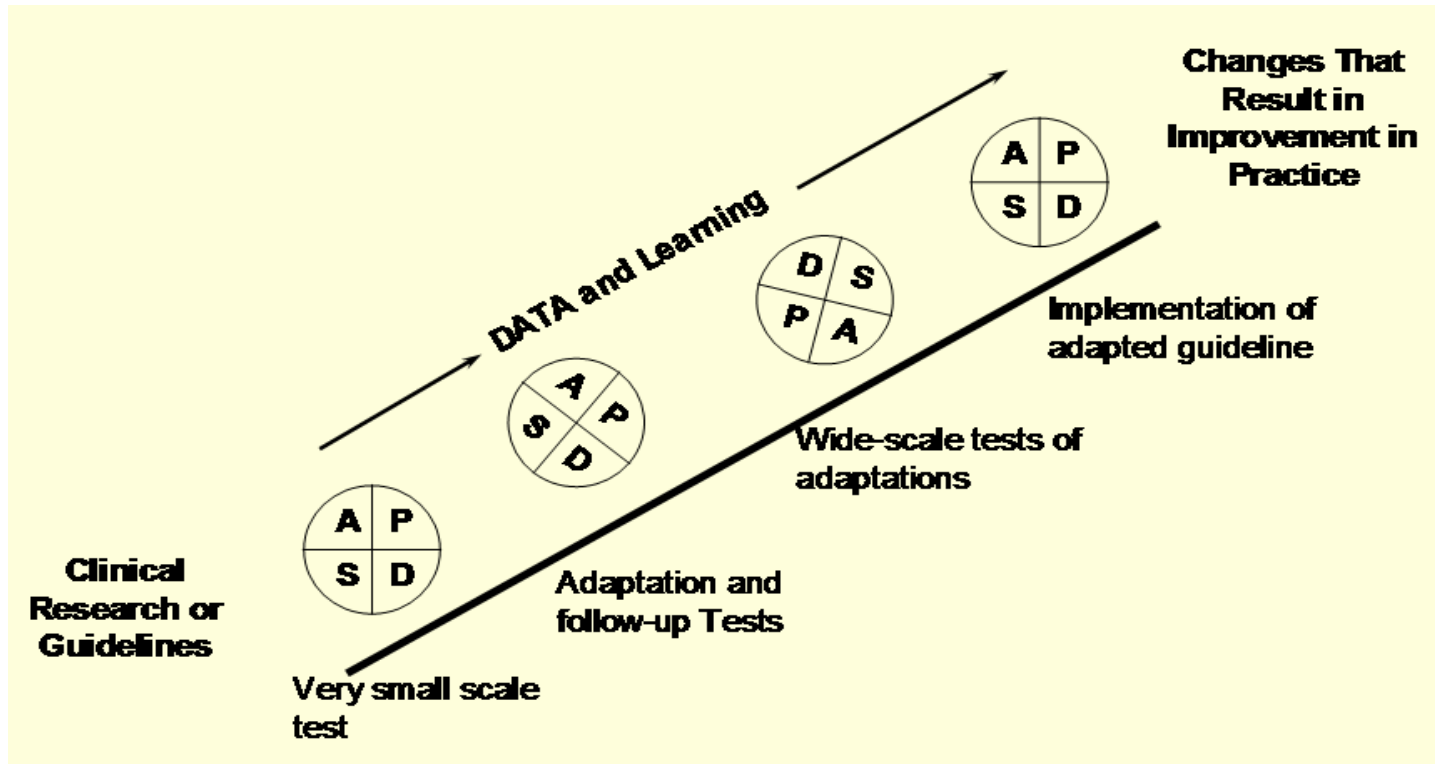 Changes That
Result in
Improvement in
Practice
DATA and Learning
A P
S D
D S
P A
A P
S D
A P
S D
Implementation of
adapted guideline
Wide-scale tests of
adaptations
Adaptation and
follow-up Tests
Clinical
Research or
Guidelines
Very small scale
test